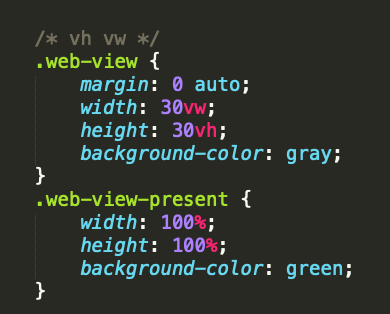 /* vh vw */
.web-view {
    margin: 0 auto;
    width: 30vw;
    height: 30vh;
    background-color: gray;
}
.web-view-present {
    width: 100%;
    height: 100%;
    background-color: green;
}